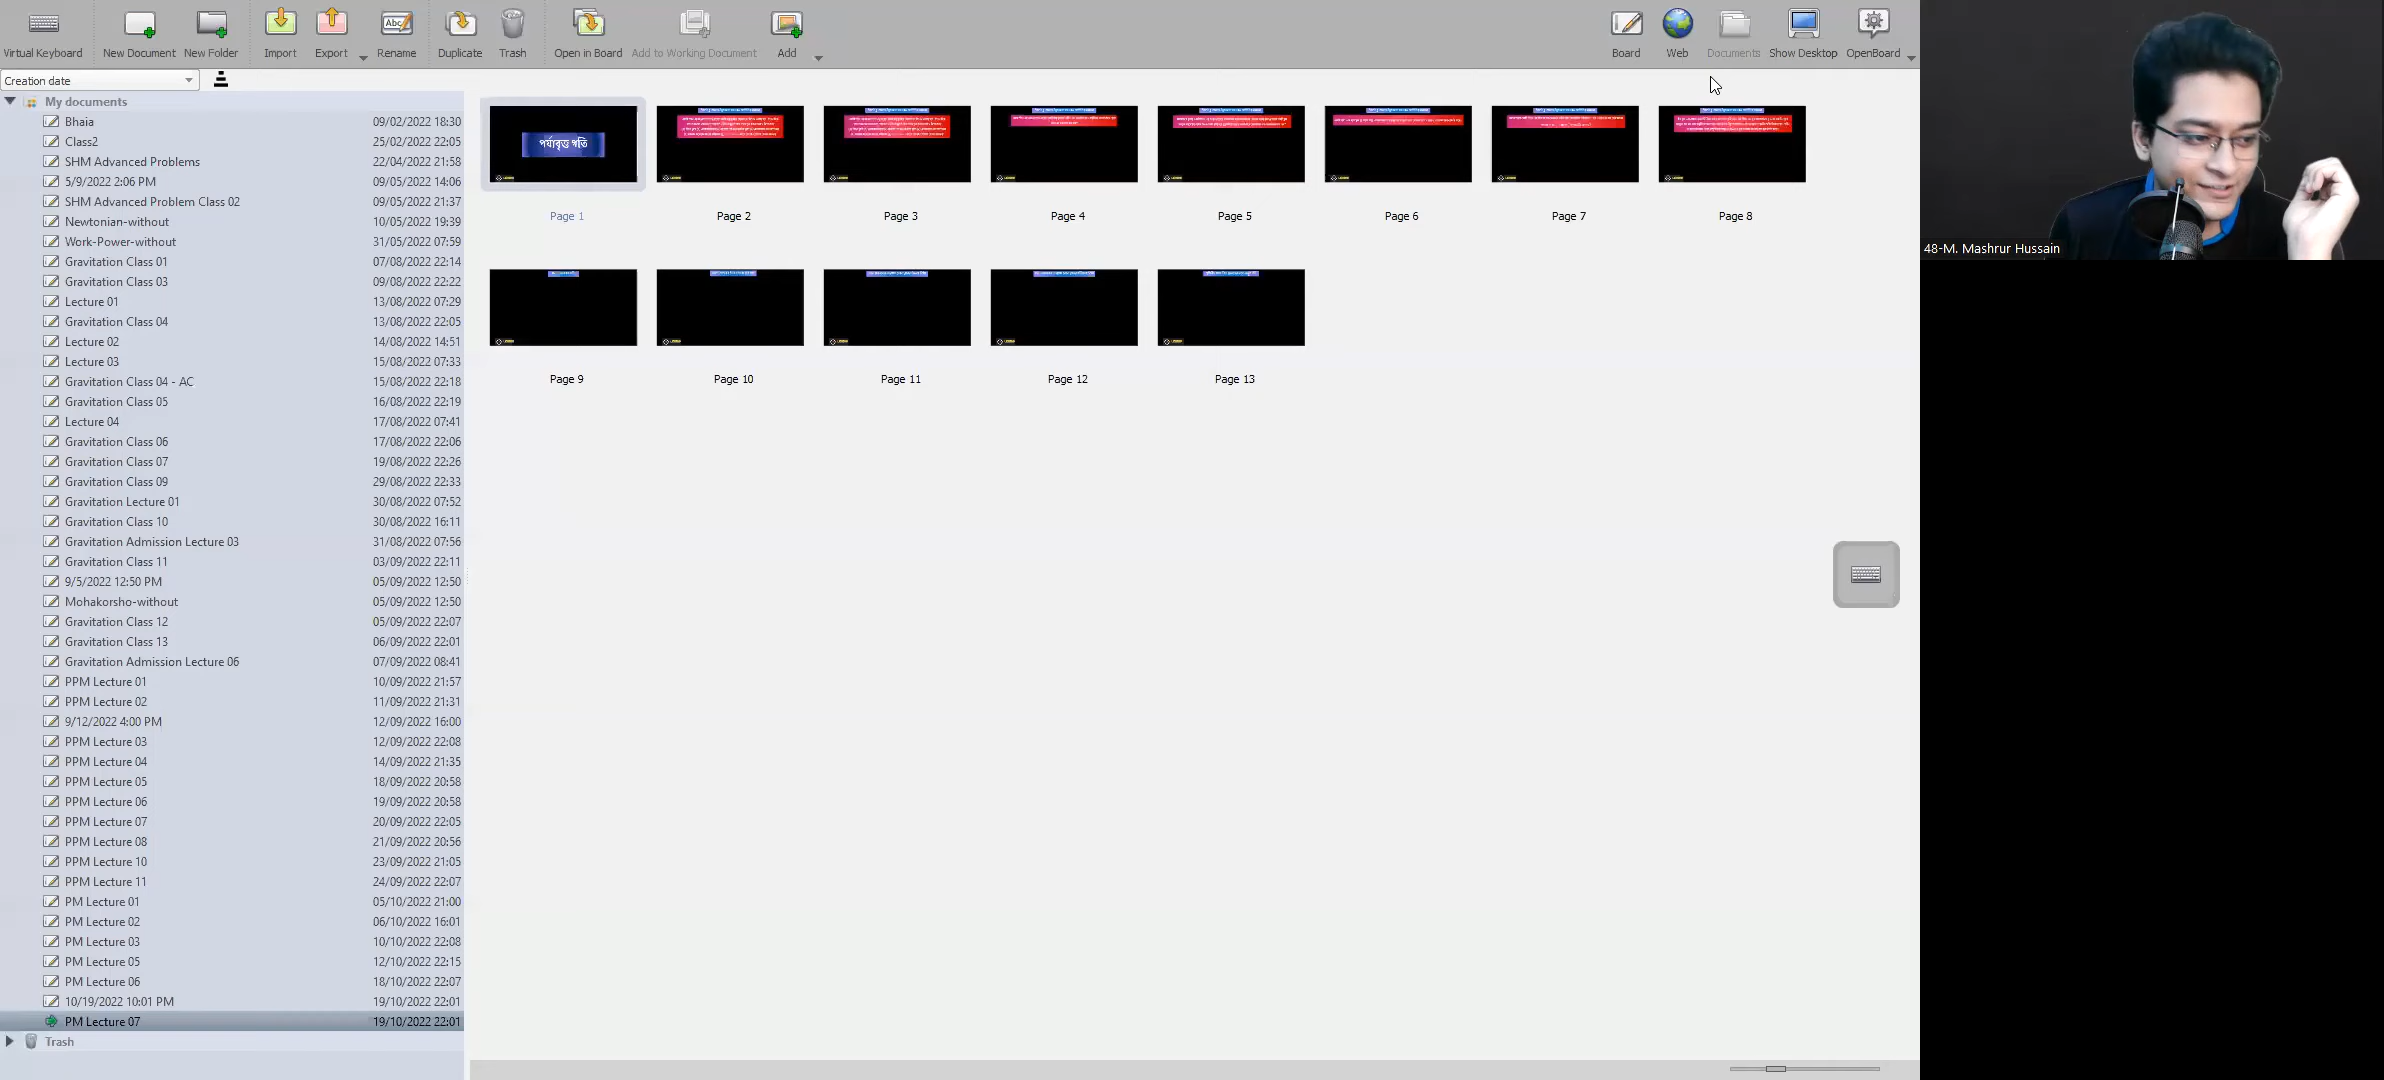 Virtual Keyboard
New Document
New Folder
Import
Export
Rename
Duplicate
Trash
Open in Board
Add to Working Document
Add
Board
Web
Documents
Show Desktop
OpenBoard
Creation date
My documents
Bhaia 09/02/2022 18:30
Class2 25/02/2022 22:05
SHM Advanced Problems 22/04/2022 21:58
5/9/2022 2:06 PM 09/05/2022 14:06
SHM Advanced Problem Class 02 09/05/2022 21:37
Newtonian-without 10/05/2022 19:39
Work-Power-without 31/05/2022 07:59
Gravitation Class 01 07/08/2022 22:14
Gravitation Class 03 09/08/2022 22:22
Lecture 01 13/08/2022 07:29
Gravitation Class 04 13/08/2022 22:05
Lecture 02 14/08/2022 14:51
Lecture 03 15/08/2022 07:33
Gravitation Class 04 - AC 15/08/2022 22:18
Gravitation Class 05 16/08/2022 22:19
Lecture 04 17/08/2022 07:41
Gravitation Class 06 17/08/2022 22:06
Gravitation Class 07 19/08/2022 22:26
Gravitation Class 09 29/08/2022 22:33
Gravitation Lecture 01 30/08/2022 07:52
Gravitation Class 10 30/08/2022 16:11
Gravitation Admission Lecture 03 31/08/2022 07:56
Gravitation Class 11 03/09/2022 22:11
9/5/2022 12:50 PM 05/09/2022 12:50
Mohakorsho-without 05/09/2022 12:50
Gravitation Class 12 05/09/2022 22:07
Gravitation Class 13 06/09/2022 22:01
Gravitation Admission Lecture 06 07/09/2022 08:41
PPM Lecture 01 10/09/2022 21:57
PPM Lecture 02 11/09/2022 21:31
9/12/2022 4:00 PM 12/09/2022 16:00
PPM Lecture 03 12/09/2022 22:08
PPM Lecture 04 14/09/2022 21:35
PPM Lecture 05 18/09/2022 20:58
PPM Lecture 06 19/09/2022 20:58
PPM Lecture 07 20/09/2022 22:05
PPM Lecture 08 21/09/2022 20:56
PPM Lecture 10 23/09/2022 21:05
PPM Lecture 11 24/09/2022 22:07
PM Lecture 01 05/10/2022 21:00
PM Lecture 02 06/10/2022 16:01
PM Lecture 03 10/10/2022 22:08
PM Lecture 05 12/10/2022 22:15
PM Lecture 06 18/10/2022 22:07
10/19/2022 10:01 PM 19/10/2022 22:01
PM Lecture 07 19/10/2022 22:01
Trash
পর্যাবৃত্ত গতি
Page 1 Page 2 Page 3 Page 4 Page 5 Page 6 Page 7 Page 8
Page 9 Page 10 Page 11 Page 12 Page 13
48-M. Mashrur Hussain